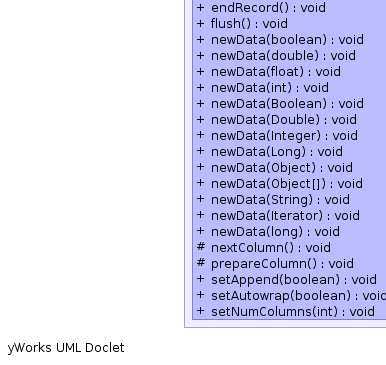 + endRecord() : void
+ flush() : void
+ newData(boolean) : void
+ newData(double) : void
+ newData(float) : void
+ newData(int) : void
+ newData(Boolean) : void
+ newData(Double) : void
+ newData(Integer) : void
+ newData(Long) : void
+ newData(Object) : void
+ newData(Object[]) : void
+ newData(String) : void
+ newData(Iterator) : void
+ newData(long) : void
# nextColumn() : void
# prepareColumn() : void
+ setAppend(boolean) : void
+ setAutowrap(boolean) : void
+ setNumColumns(int) : void
yWorks UML Doclet